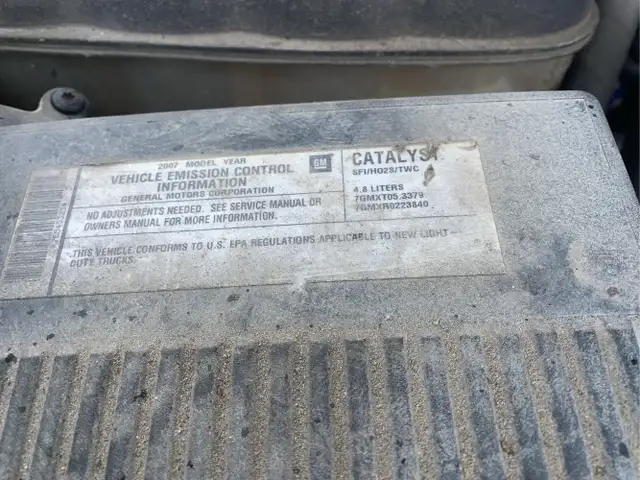 2007 MODEL YEAR
VEHICLE EMISSION CONTROL
INFORMATION
GENERAL MOTORS CORPORATION
NO ADJUSTMENTS NEEDED. SEE SERVICE MANUAL OR
OWNERS MANUAL FOR MORE INFORMATION.
GM
CATALYST
SFI/HO2S/TWC
4.8 LITERS
7GMXT05.3379
7GMXR0223840
THIS VEHICLE CONFORMS TO U.S. EPA REGULATIONS APPLICABLE TO NEW LIGHT-
DUTY TRUCKS.